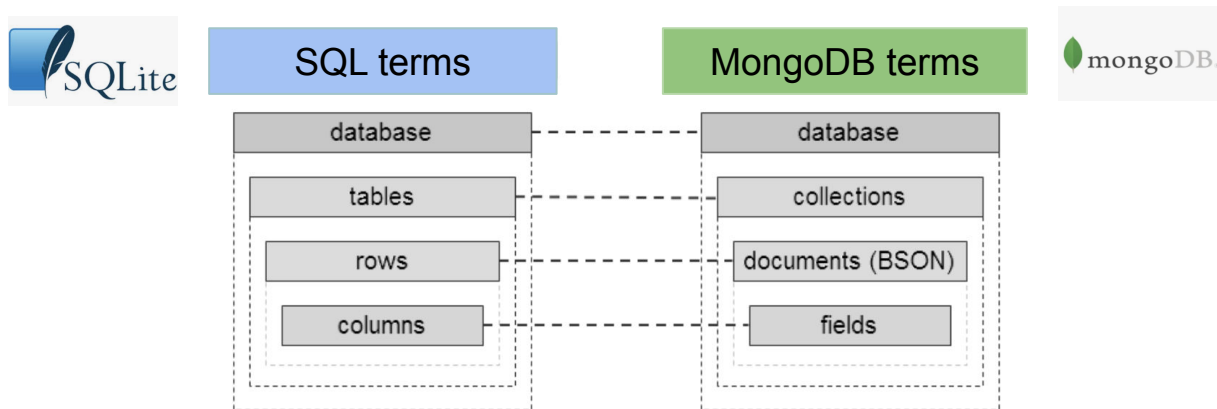 SQLite
SQL terms
MongoDB terms
mongoDB.
database
database
tables
collections
rows
documents (BSON)
columns
fields